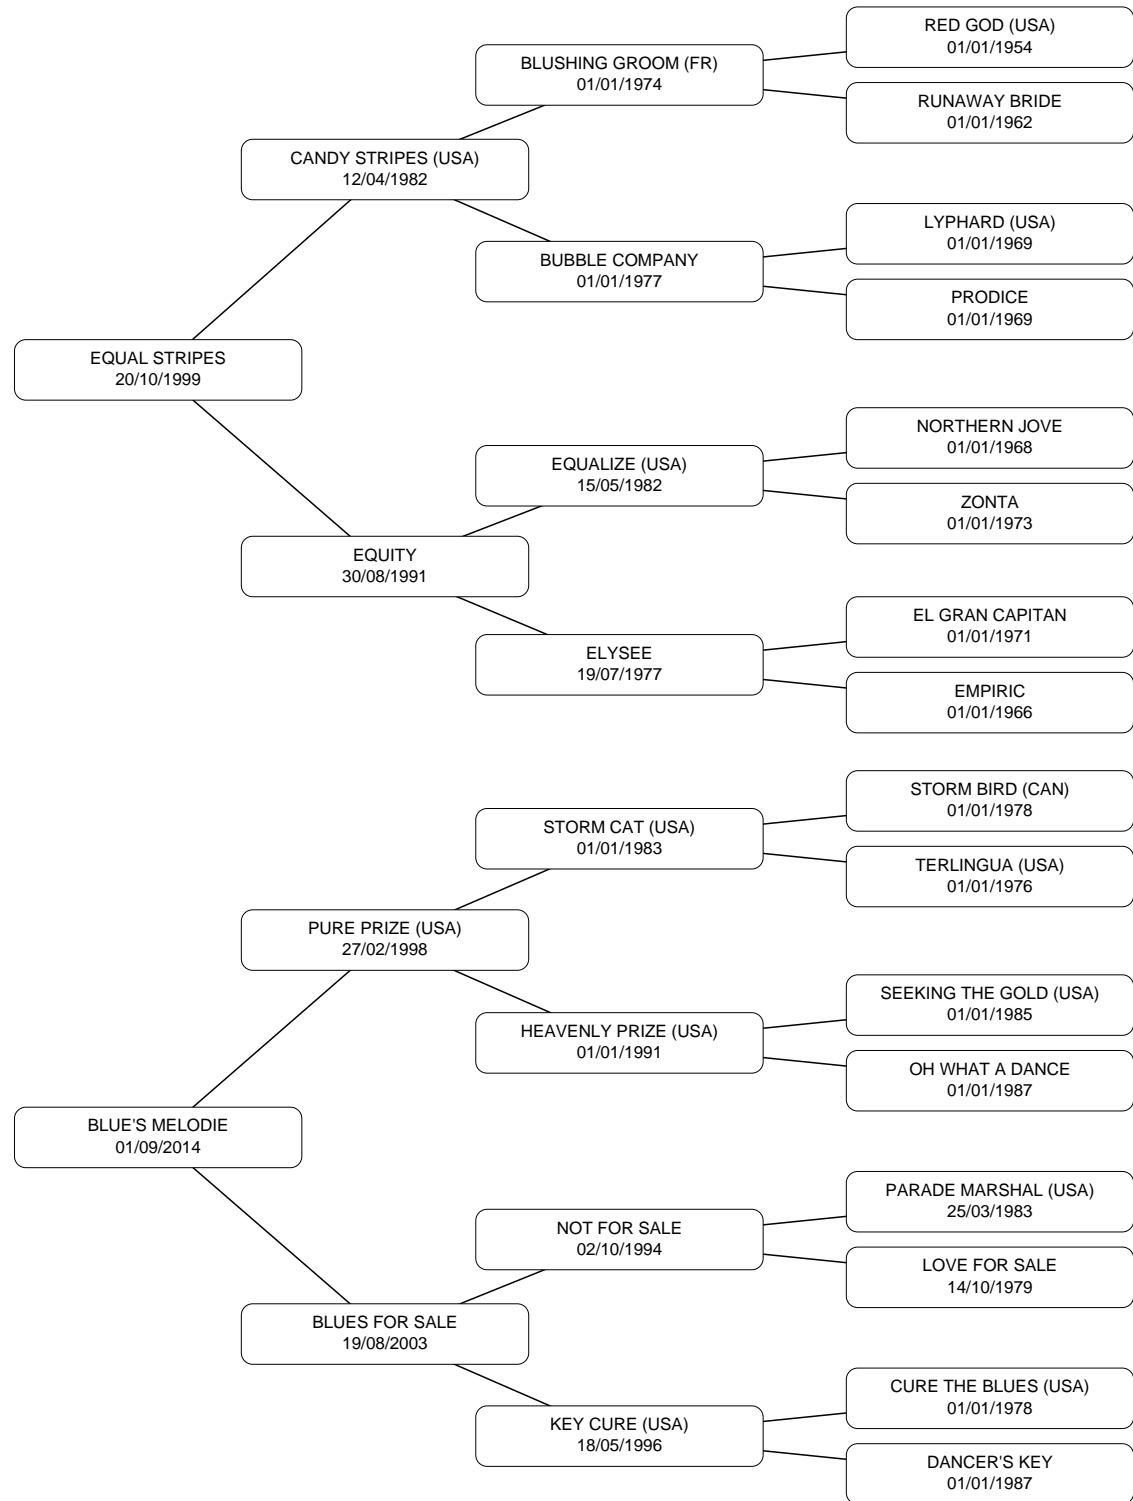 RED GOD (USA)
01/01/1954
BLUSHING GROOM (FR)
01/01/1974
RUNAWAY BRIDE
01/01/1962
CANDY STRIPES (USA)
12/04/1982
LYPHARD (USA)
01/01/1969
BUBBLE COMPANY
01/01/1977
PRODICE
01/01/1969
EQUAL STRIPES
20/10/1999
NORTHERN JOVE
01/01/1968
EQUALIZE (USA)
15/05/1982
ZONTA
01/01/1973
EQUITY
30/08/1991
EL GRAN CAPITAN
01/01/1971
ELYSEE
19/07/1977
EMPIRIC
01/01/1966
STORM BIRD (CAN)
01/01/1978
STORM CAT (USA)
01/01/1983
TERLINGUA (USA)
01/01/1976
PURE PRIZE (USA)
27/02/1998
SEEKING THE GOLD (USA)
01/01/1985
HEAVENLY PRIZE (USA)
01/01/1991
OH WHAT A DANCE
01/01/1987
BLUE'S MELODIE
01/09/2014
PARADE MARSHAL (USA)
25/03/1983
NOT FOR SALE
02/10/1994
LOVE FOR SALE
14/10/1979
BLUES FOR SALE
19/08/2003
CURE THE BLUES (USA)
01/01/1978
KEY CURE (USA)
18/05/1996
DANCER'S KEY
01/01/1987